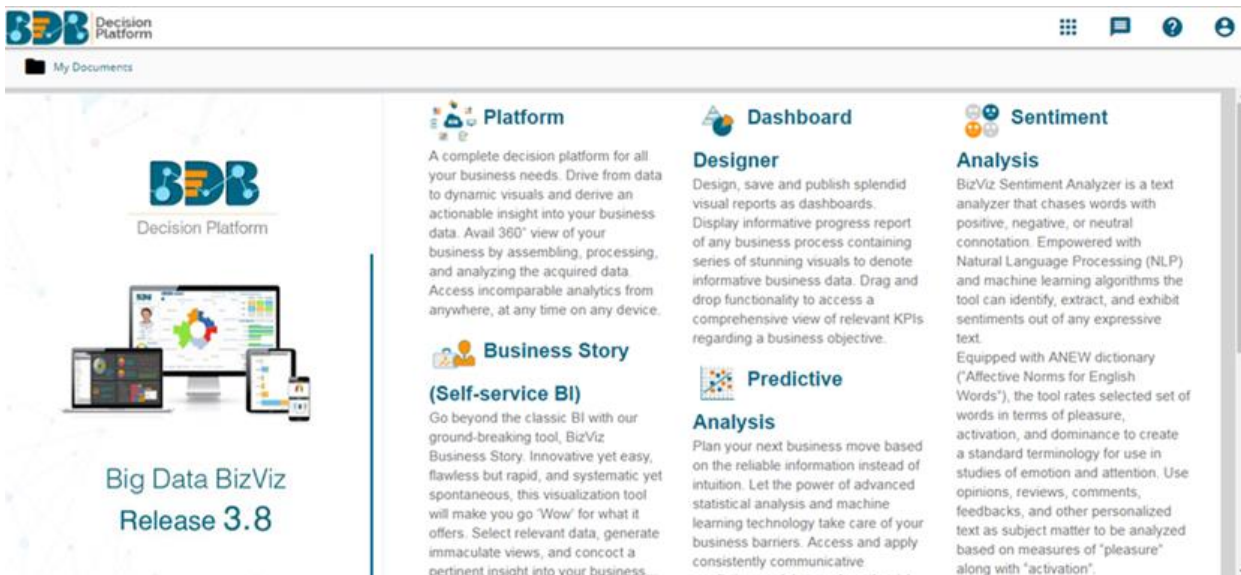 BDB Decision
Platform
My Documents
BDB
Decision Platform
Big Data BizViz
Release 3.8
Platform
A complete decision platform for all
your business needs. Drive from data
to dynamic visuals and derive an
actionable insight into your business
data. Avail 360° view of your
business by assembling, processing,
and analyzing the acquired data.
Access incomparable analytics from
anywhere, at any time on any device.
Business Story
(Self-service BI)
Go beyond the classic BI with our
ground-breaking tool, BizViz
Business Story. Innovative yet easy,
flawless but rapid, and systematic yet
spontaneous, this visualization tool
will make you go 'Wow' for what it
offers. Select relevant data, generate
immaculate views, and concoct a
pertinent insight into your business
Dashboard
Designer
Design, save and publish splendid
visual reports as dashboards.
Display informative progress report
of any business process containing
series of stunning visuals to denote
informative business data. Drag and
drop functionality to access a
comprehensive view of relevant KPIs
regarding a business objective.
Predictive
Analysis
Plan your next business move based
on the reliable information instead of
intuition. Let the power of advanced
statistical analysis and machine
learning technology take care of your
business barriers. Access and apply
consistently communicative
Sentiment
Analysis
BizViz Sentiment Analyzer is a text
analyzer that chases words with
positive, negative, or neutral
connotation. Empowered with
Natural Language Processing (NLP)
and machine learning algorithms the
tool can identify, extract, and exhibit
sentiments out of any expressive
text.
Equipped with ANEW dictionary
("Affective Norms for English
Words"), the tool rates selected set of
words in terms of pleasure,
activation, and dominance to create
a standard terminology for use in
studies of emotion and attention. Use
opinions, reviews, comments,
feedbacks, and other personalized
text as subject matter to be analyzed
based on measures of "pleasure"
along with "activation".